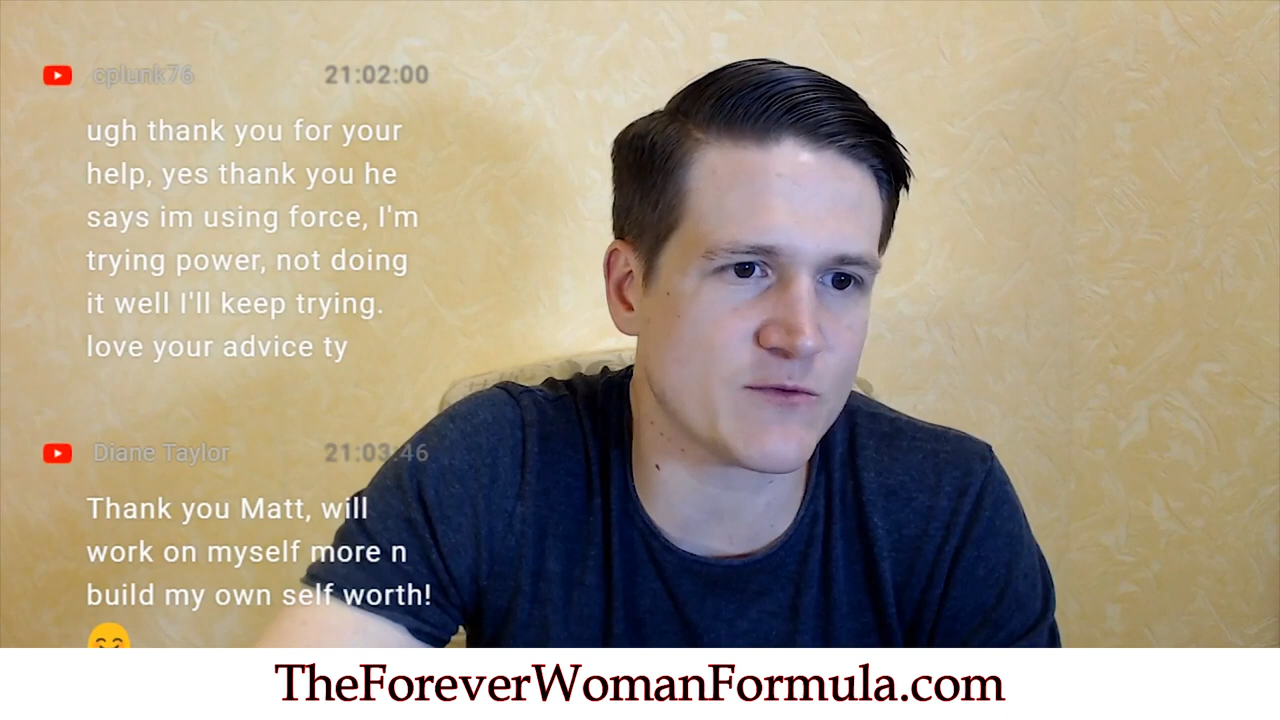 cplunk76 21:02:00
ugh thank you for your
help, yes thank you he
says im using force, I'm
trying power, not doing
it well I'll keep trying.
love your advice ty
Diane Taylor 21:03:46
Thank you Matt, will
work on myself more n
build my own self worth!
TheForeverWomanFormula.com